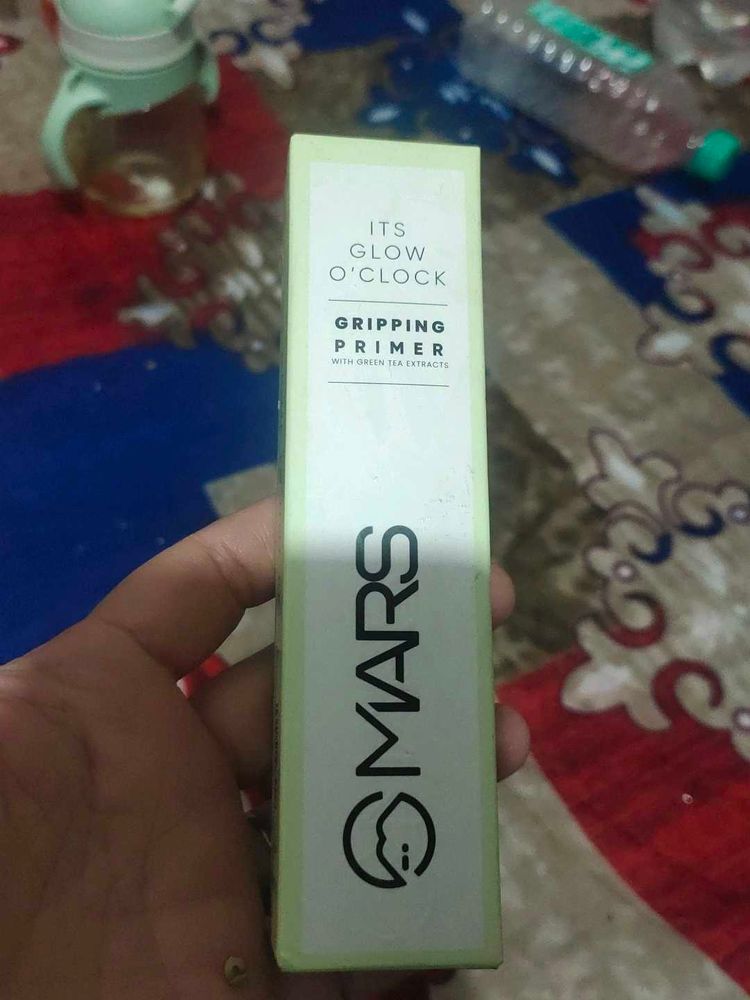 ITS
GLOW
O'CLOCK
GRIPPING
PRIMER
WITH GREEN TEA EXTRACTS
MARS